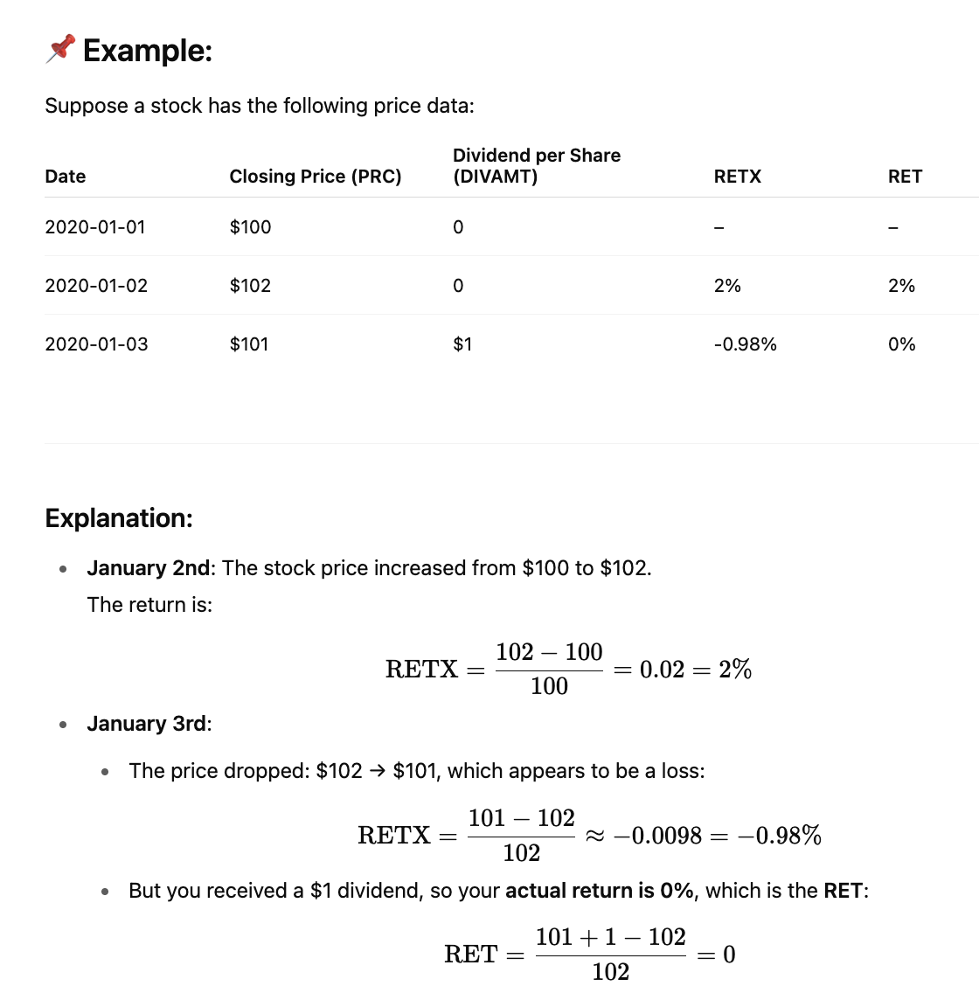 📌 Example:
Suppose a stock has the following price data:
Date | Closing Price (PRC) | Dividend per Share (DIVAMT) | RETX | RET
2020-01-01 | $100 | 0 | – | –
2020-01-02 | $102 | 0 | 2% | 2%
2020-01-03 | $101 | $1 | -0.98% | 0%
Explanation:
• January 2nd: The stock price increased from $100 to $102.
The return is:
RETX = \frac{102 − 100}{100} = 0.02 = 2%
• January 3rd:
• The price dropped: $102 → $101, which appears to be a loss:
RETX = \frac{101 − 102}{102} ≈ −0.0098 = −0.98%
• But you received a $1 dividend, so your actual return is 0%, which is the RET:
RET = \frac{101 + 1 − 102}{102} = 0